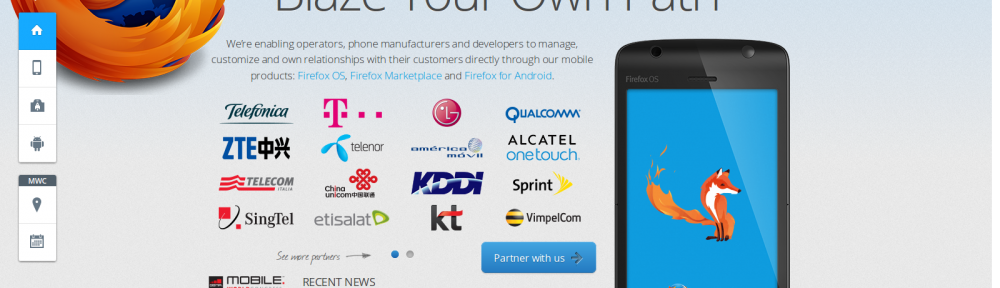 Blaze Your Own Path
We're enabling operators, phone manufacturers and developers to manage,
customize and own relationships with their customers directly through our mobile
products: Firefox OS, Firefox Marketplace and Firefox for Android.
Firefox OS
Telefonica
T
LG
QUALCOMM
ZTE中兴
telenor
américa
móvil
ALCATEL
onetouch.
TELECOM
ITALIA
China
unicom中国联通
KDDI
Sprint
SingTel
etisalat
kt
VimpelCom
MWC
See more partners
Partner with us
MOBILE
RECENT NEWS